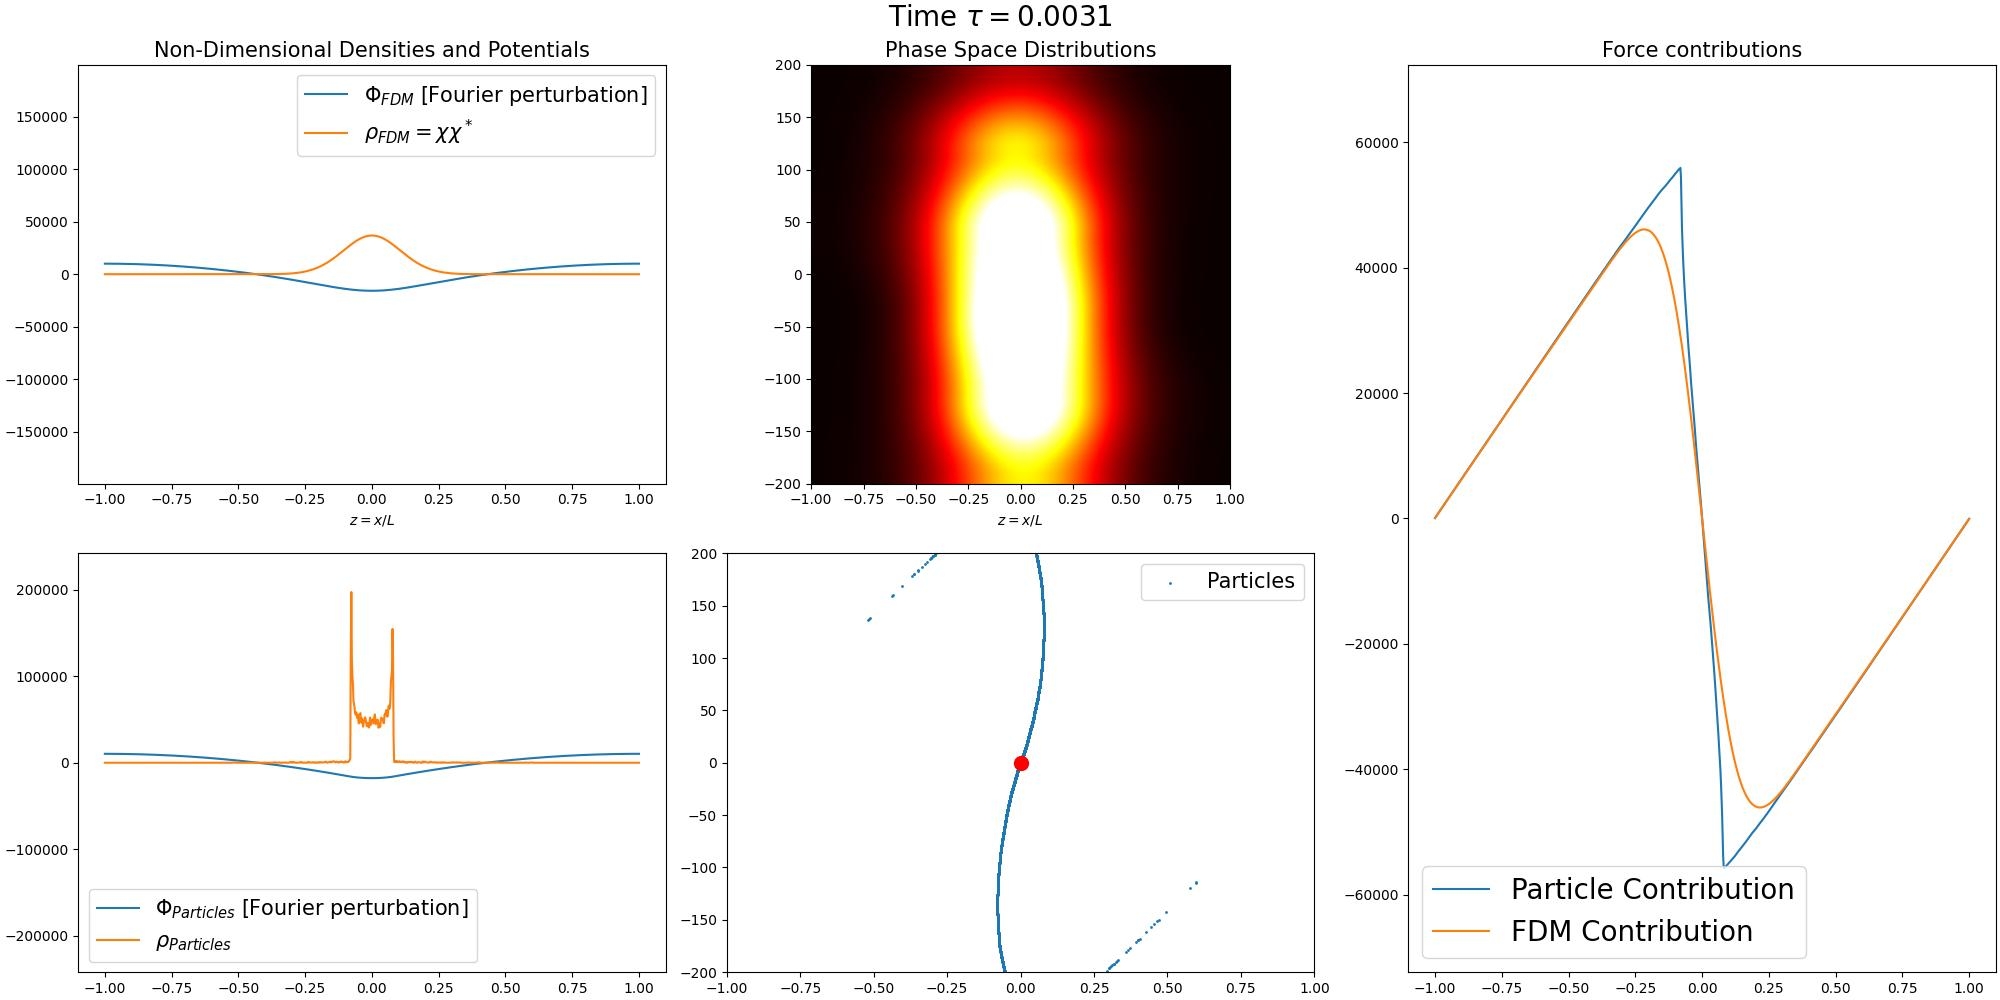 Time τ = 0.0031
Non-Dimensional Densities and Potentials
Φ_FDM [Fourier perturbation]
ρ_FDM = χχ*
150000
100000
50000
0
−50000
−100000
−150000
−1.00 −0.75 −0.50 −0.25 0.00 0.25 0.50 0.75 1.00
z = x/L
Phase Space Distributions
200
150
100
50
0
−50
−100
−150
−200
−1.00 −0.75 −0.50 −0.25 0.00 0.25 0.50 0.75 1.00
z = x/L
Force contributions
60000
40000
20000
0
−20000
−40000
−60000
−1.00 −0.75 −0.50 −0.25 0.00 0.25 0.50 0.75 1.00
Particle Contribution
FDM Contribution
200000
100000
0
−100000
−200000
−1.00 −0.75 −0.50 −0.25 0.00 0.25 0.50 0.75 1.00
Φ_Particles [Fourier perturbation]
ρ_Particles
200
150
100
50
0
−50
−100
−150
−200
−1.00 −0.75 −0.50 −0.25 0.00 0.25 0.50 0.75 1.00
Particles